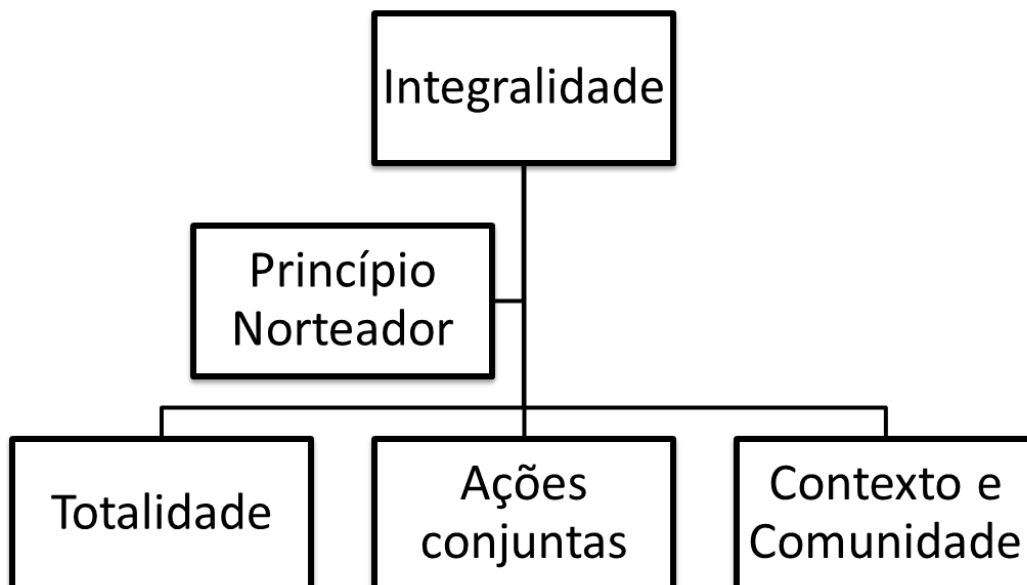 Integralidade
Princípio
Norteador
Totalidade
Ações
conjuntas
Contexto e
Comunidade